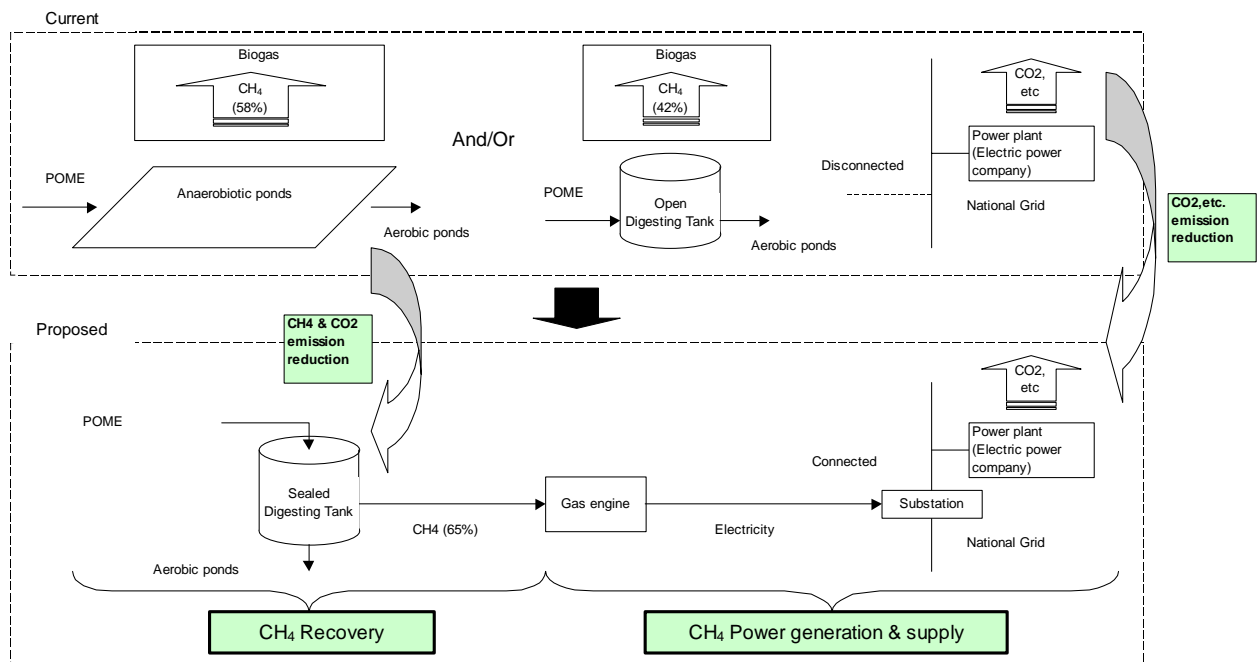 Current
Biogas
CH₄
(58%)
And/Or
Biogas
CH₄
(42%)
CO2,
etc
Power plant
(Electric power
company)
Disconnected
National Grid
POME
Anaerobiotic ponds
Aerobic ponds
POME
Open
Digesting Tank
Aerobic ponds
CO2,etc.
emission
reduction
Proposed
CH4 & CO2
emission
reduction
CO2,
etc
POME
Power plant
(Electric power
company)
Connected
Sealed
Digesting Tank
CH4 (65%)
Gas engine
Electricity
Substation
National Grid
Aerobic ponds
CH₄ Recovery
CH₄ Power generation & supply